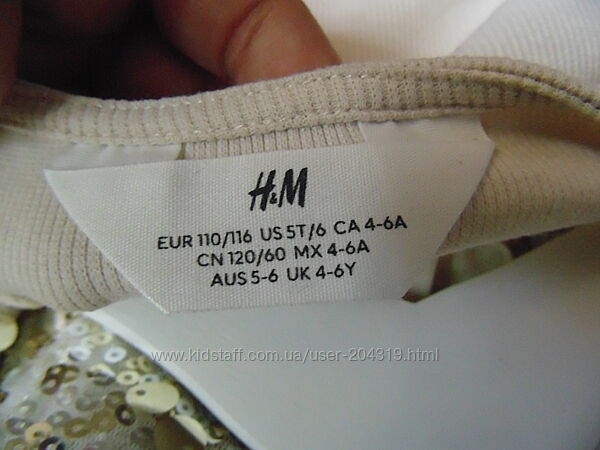 H&M
EUR 110/116 US 5T/6 CA 4-6A
CN 120/60 MX 4-6A
AUS 5-6 UK 4-6Y
www.kidstaff.com.ua/user-204319.html